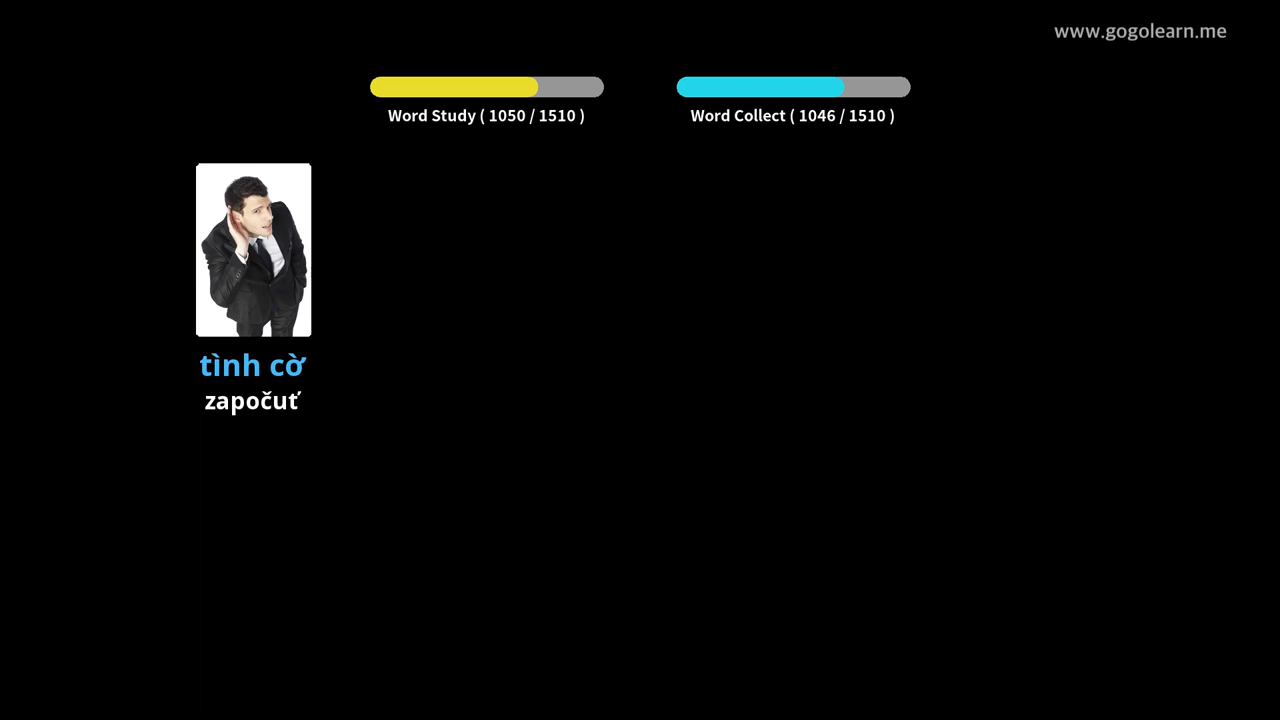 www.gogolearn.me
Word Study ( 1050 / 1510 )
Word Collect ( 1046 / 1510 )
tình cờ
započuť